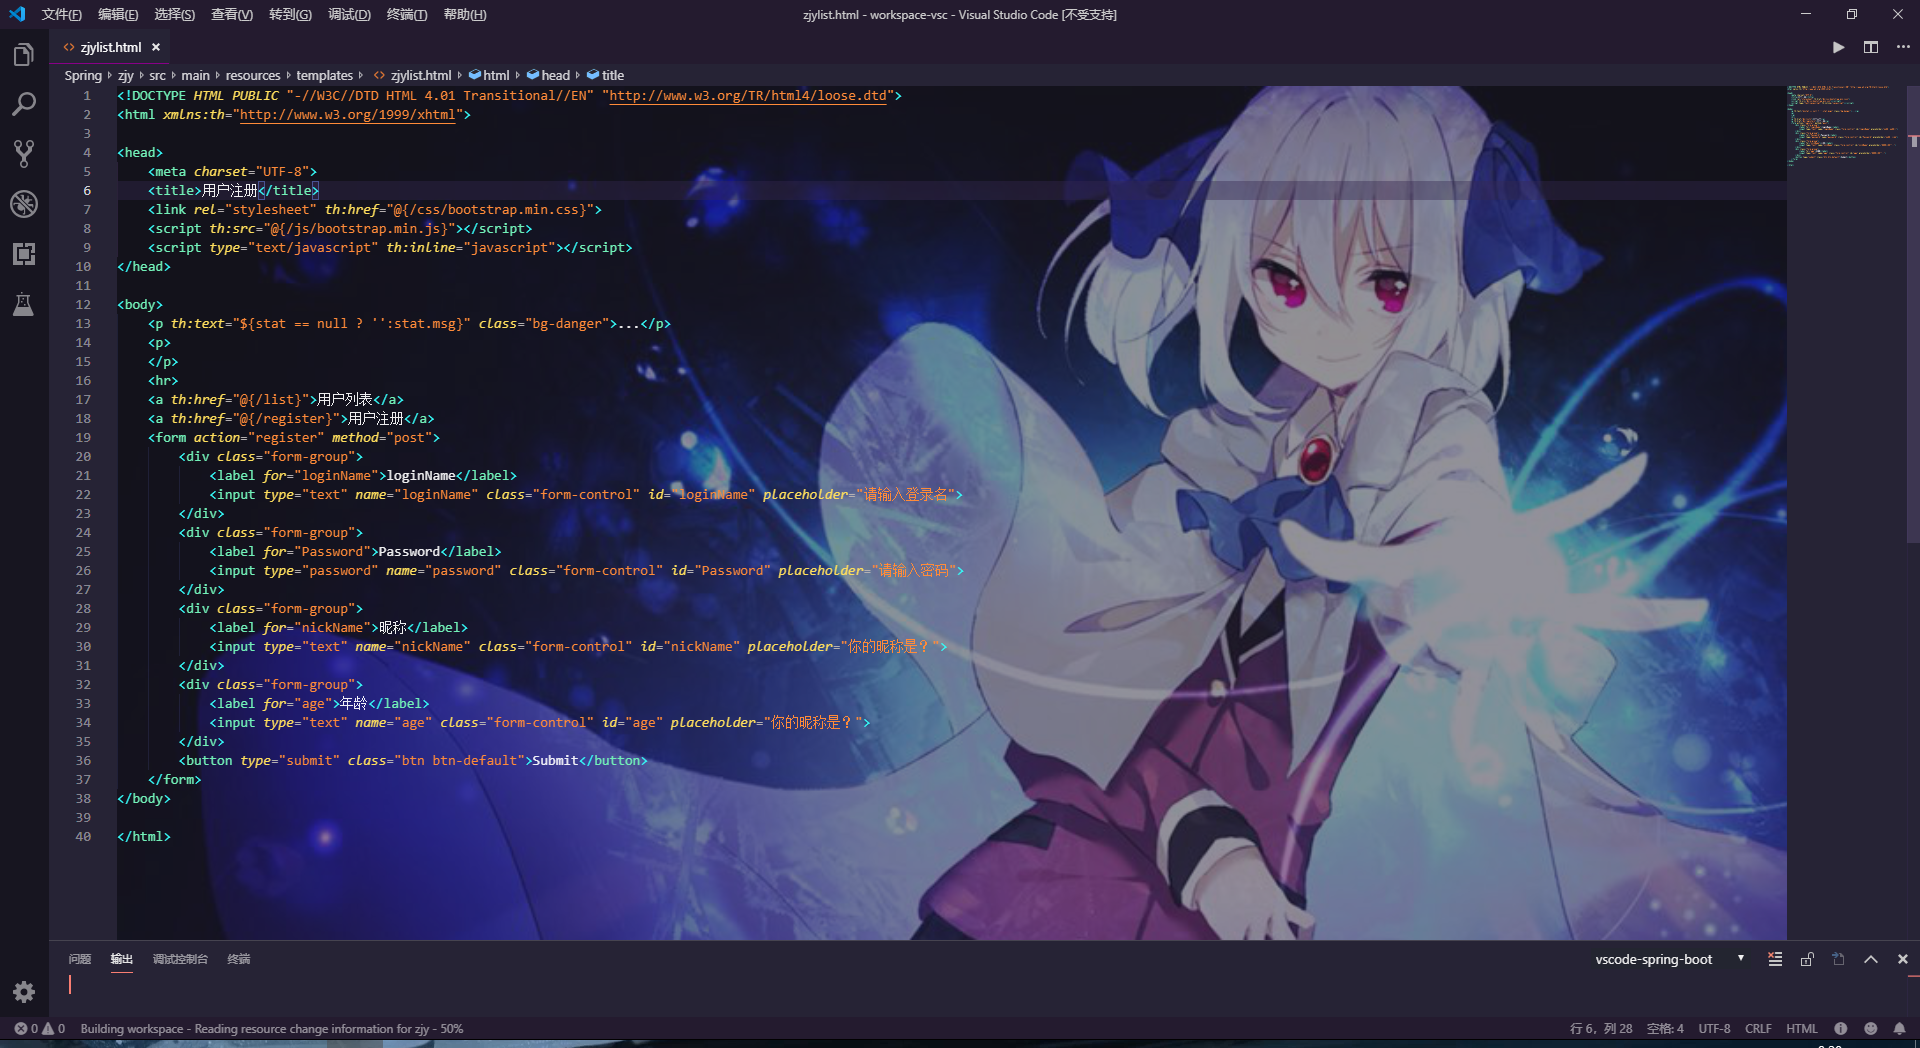 文件(F) 编辑(E) 选择(S) 查看(V) 转到(G) 调试(D) 终端(T) 帮助(H) zjylist.html - workspace-vsc - Visual Studio Code [不受支持]
zjylist.html
Spring zjy src main resources templates zjylist.html html head title
1 <!DOCTYPE HTML PUBLIC "-//W3C//DTD HTML 4.01 Transitional//EN" "http://www.w3.org/TR/html4/loose.dtd">
2 <html xmlns:th="http://www.w3.org/1999/xhtml">
3
4 <head>
5 <meta charset="UTF-8">
6 <title>用户注册</title>
7 <link rel="stylesheet" th:href="@{/css/bootstrap.min.css}">
8 <script th:src="@{/js/bootstrap.min.js}"></script>
9 <script type="text/javascript" th:inline="javascript"></script>
10 </head>
11
12 <body>
13 <p th:text="${stat == null ? '':stat.msg}" class="bg-danger">...</p>
14 <p>
15 </p>
16 <hr>
17 <a th:href="@{/list}">用户列表</a>
18 <a th:href="@{/register}">用户注册</a>
19 <form action="register" method="post">
20 <div class="form-group">
21 <label for="loginName">loginName</label>
22 <input type="text" name="loginName" class="form-control" id="loginName" placeholder="请输入登录名">
23 </div>
24 <div class="form-group">
25 <label for="Password">Password</label>
26 <input type="password" name="password" class="form-control" id="Password" placeholder="请输入密码">
27 </div>
28 <div class="form-group">
29 <label for="nickName">昵称</label>
30 <input type="text" name="nickName" class="form-control" id="nickName" placeholder="你的昵称是？">
31 </div>
32 <div class="form-group">
33 <label for="age">年龄</label>
34 <input type="text" name="age" class="form-control" id="age" placeholder="你的昵称是？">
35 </div>
36 <button type="submit" class="btn btn-default">Submit</button>
37 </form>
38 </body>
39
40 </html>
问题 输出 调试控制台 终端 vscode-spring-boot
0 0 Building workspace - Reading resource change information for zjy - 50% 行 6，列 28 空格: 4 UTF-8 CRLF HTML